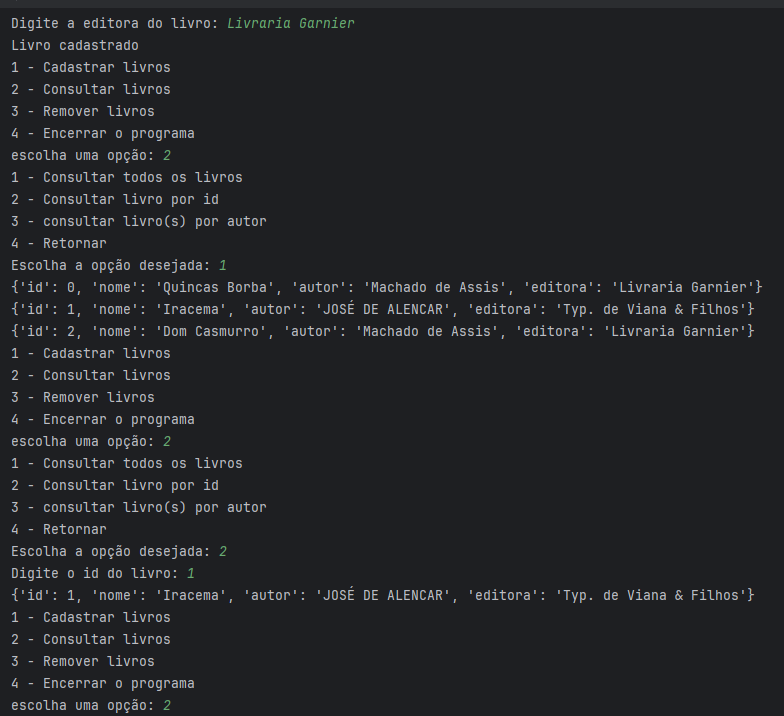 Digite a editora do livro: Livraria Garnier
Livro cadastrado
1 - Cadastrar livros
2 - Consultar livros
3 - Remover livros
4 - Encerrar o programa
escolha uma opção: 2
1 - Consultar todos os livros
2 - Consultar livro por id
3 - consultar livro(s) por autor
4 - Retornar
Escolha a opção desejada: 1
{'id': 0, 'nome': 'Quincas Borba', 'autor': 'Machado de Assis', 'editora': 'Livraria Garnier'}
{'id': 1, 'nome': 'Iracema', 'autor': 'JOSÉ DE ALENCAR', 'editora': 'Typ. de Viana & Filhos'}
{'id': 2, 'nome': 'Dom Casmurro', 'autor': 'Machado de Assis', 'editora': 'Livraria Garnier'}
1 - Cadastrar livros
2 - Consultar livros
3 - Remover livros
4 - Encerrar o programa
escolha uma opção: 2
1 - Consultar todos os livros
2 - Consultar livro por id
3 - consultar livro(s) por autor
4 - Retornar
Escolha a opção desejada: 2
Digite o id do livro: 1
{'id': 1, 'nome': 'Iracema', 'autor': 'JOSÉ DE ALENCAR', 'editora': 'Typ. de Viana & Filhos'}
1 - Cadastrar livros
2 - Consultar livros
3 - Remover livros
4 - Encerrar o programa
escolha uma opção: 2